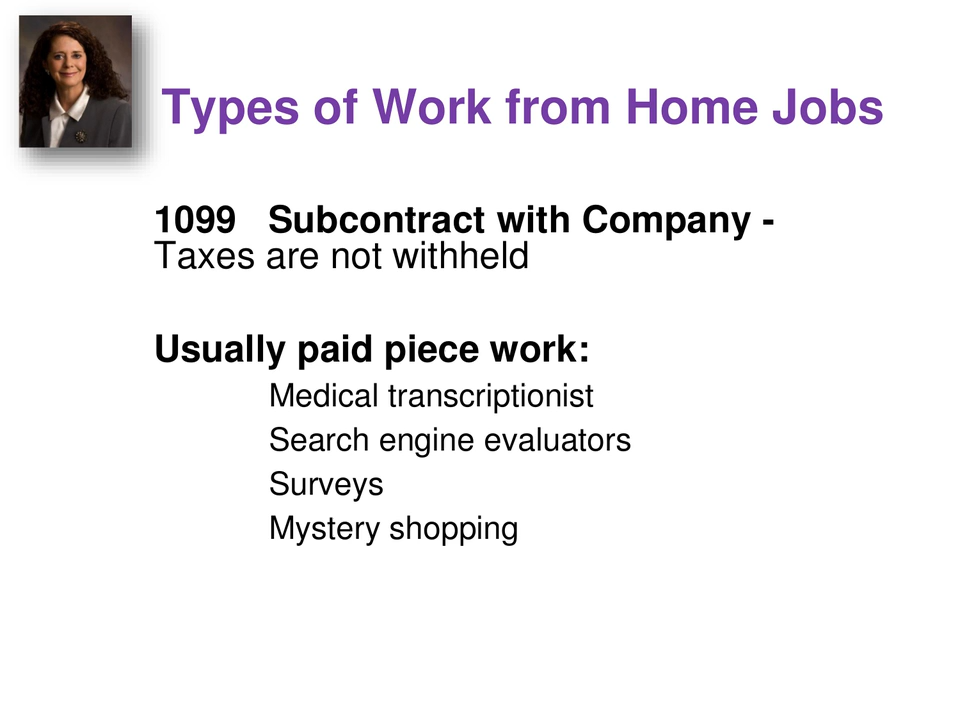 Types of Work from Home Jobs
1099 Subcontract with Company -
Taxes are not withheld
Usually paid piece work:
Medical transcriptionist
Search engine evaluators
Surveys
Mystery shopping